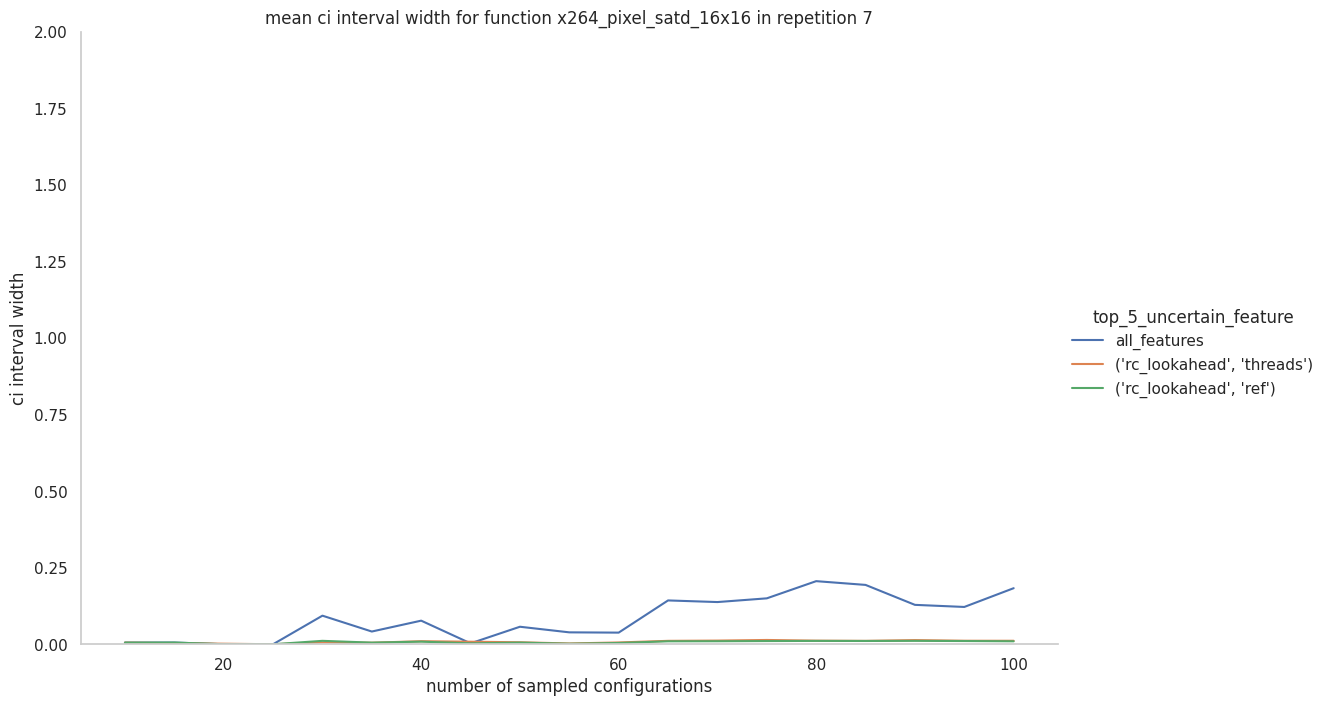 mean ci interval width for function x264_pixel_satd_16x16 in repetition 7
2.00
1.75
1.50
1.25
1.00
0.75
0.50
0.25
0.00
ci interval width
20
40
60
80
100
number of sampled configurations
top_5_uncertain_feature
all_features
('rc_lookahead', 'threads')
('rc_lookahead', 'ref')